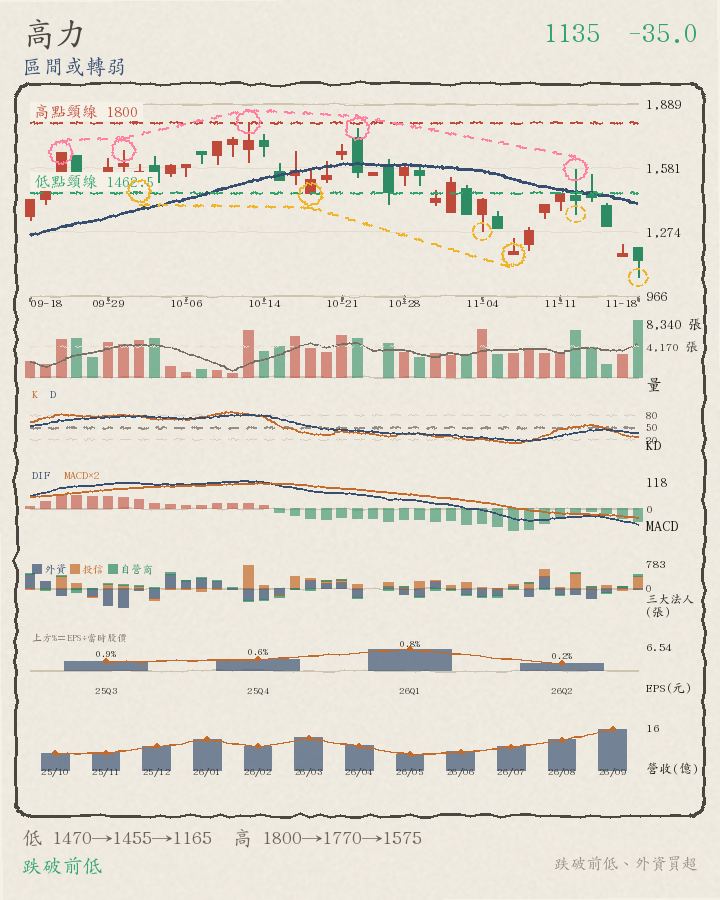 高力
1135 -35.0
區間或轉弱
高點頸線 1800
低點頸線 1462.5
1,889
1,581
1,274
966
09-18 09-29 10-06 10-14 10-21 10-28 11-04 11-11 11-18
8,340 張
4,170 張
量
K D
80
50
20
KD
DIF MACD×2
118
0
MACD
外資 投信 自營商
783
0
三大法人
(張)
上方%=EPS÷當時股價
0.9% 0.6% 0.8% 0.2%
6.54
25Q3 25Q4 26Q1 26Q2
EPS(元)
16
25/10 25/11 25/12 26/01 26/02 26/03 26/04 26/05 26/06 26/07 26/08 26/09
營收(億)
低 1470→1455→1165 高 1800→1770→1575
跌破前低
跌破前低、外資買超